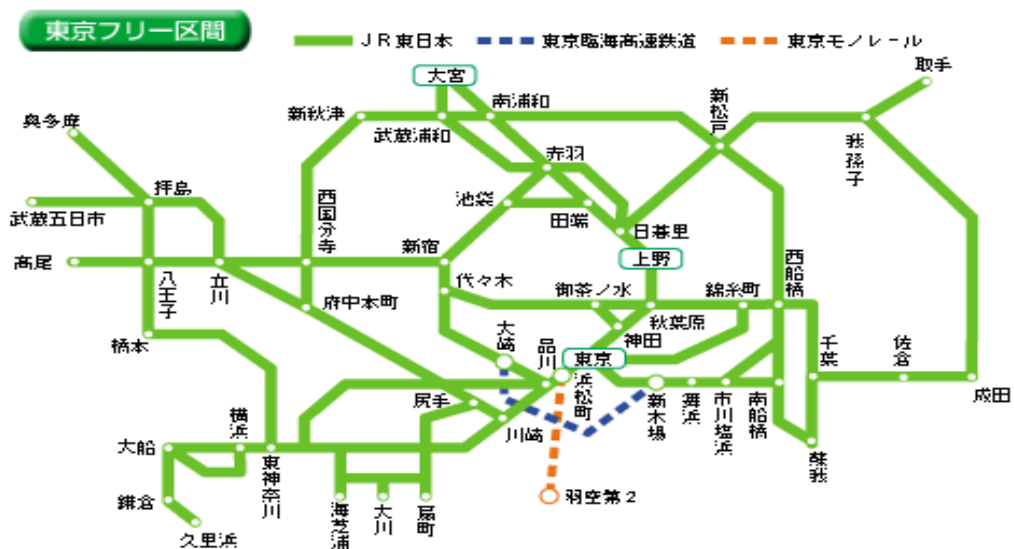 東京フリー区間
JR東日本
東京臨海高速鉄道
東京モノレール
取手
大宮
新秋津
南浦和
新松戸
奥多摩
武蔵浦和
我孫子
赤羽
拝島
池袋
武蔵五日市
西国分寺
田端
日暮里
新宿
上野
高尾
西船橋
八王子
立川
代々木
御茶ノ水
錦糸町
府中本町
秋葉原
大崎
品川
神田
千葉
佐倉
橋本
東京
浜松町
新木場
舞浜
市川塩浜
南船橋
成田
尻手
横浜
川崎
大船
東神奈川
蘇我
鎌倉
海芝浦
大川
扇町
羽空第2
久里浜